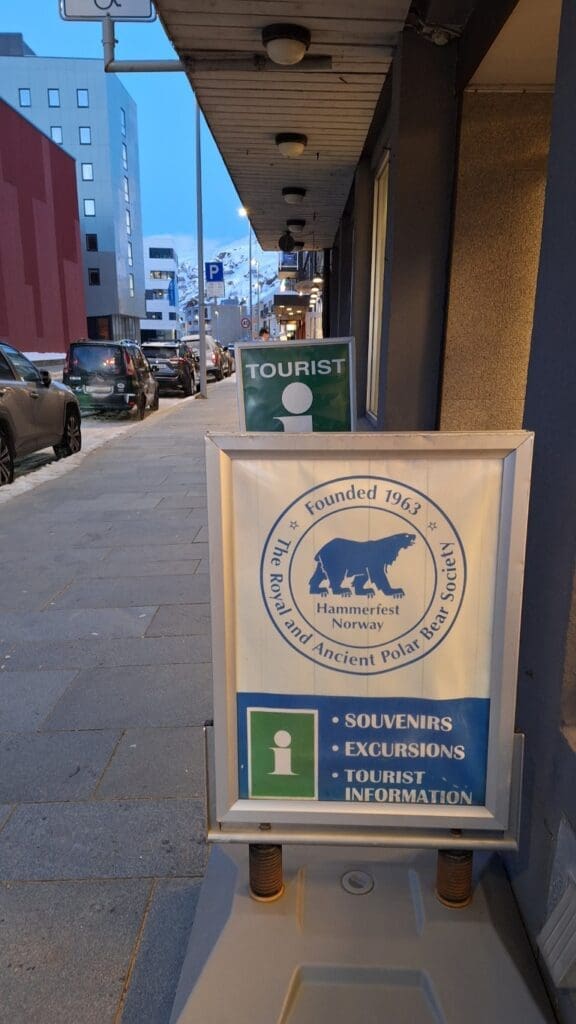 P
TOURIST
i
Founded 1963
The Royal and Ancient Polar Bear Society
Hammerfest
Norway
i
• SOUVENIRS
• EXCURSIONS
• TOURIST
INFORMATION